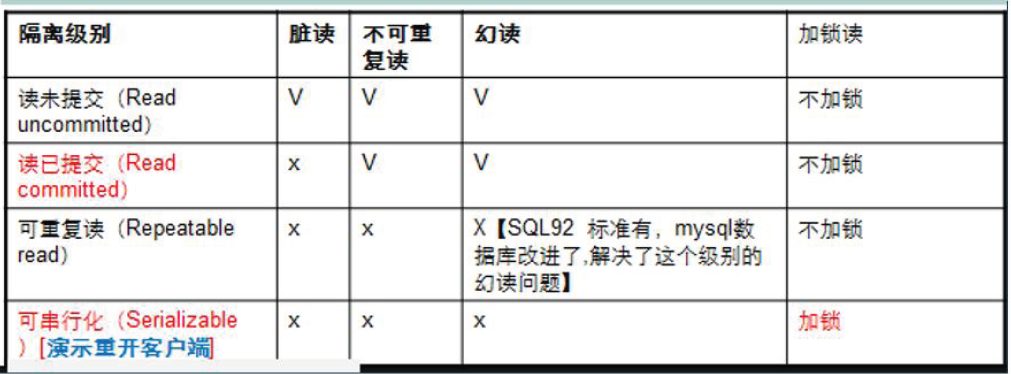 隔离级别 脏读 不可重 幻读 加锁读
复读
读未提交（Read V V V 不加锁
uncommitted）
读已提交（Read x V V 不加锁
committed）
可重复读（Repeatable x x X【SQL92 标准有，mysql数 不加锁
read） 据库改进了,解决了这个级别的
幻读问题】
可串行化（Serializable x x x 加锁
）[演示重开客户端]